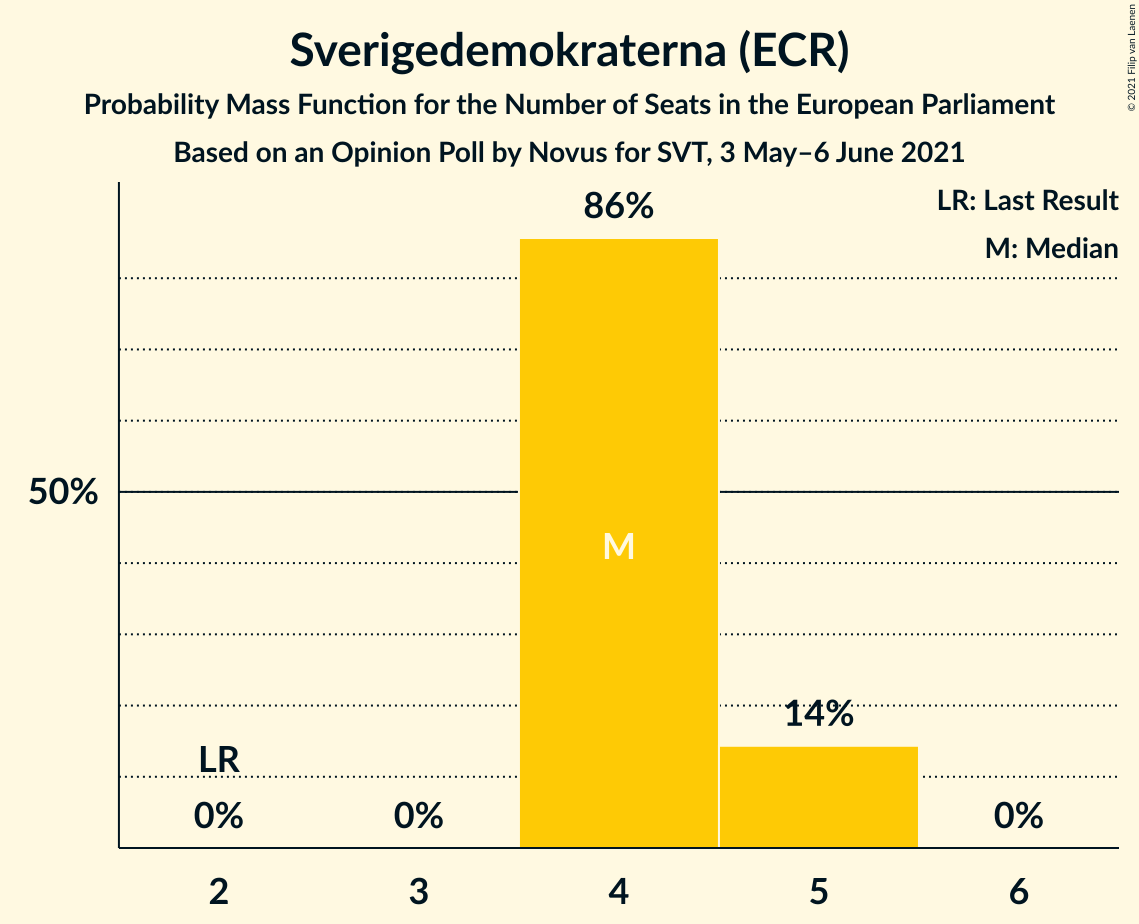 Sverigedemokraterna (ECR)
Probability Mass Function for the Number of Seats in the European Parliament
Based on an Opinion Poll by Novus for SVT, 3 May–6 June 2021
© 2021 Filip van Laenen
LR: Last Result
M: Median
86%
50%
M
14%
LR
0%
0%
0%
2
3
4
5
6